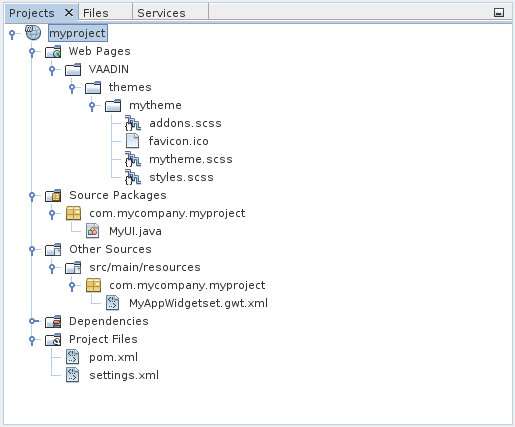 Projects Files Services
myproject
Web Pages
VAADIN
themes
mytheme
addons.scss
favicon.ico
mytheme.scss
styles.scss
Source Packages
com.mycompany.myproject
MyUI.java
Other Sources
src/main/resources
com.mycompany.myproject
MyAppWidgetset.gwt.xml
Dependencies
Project Files
pom.xml
settings.xml